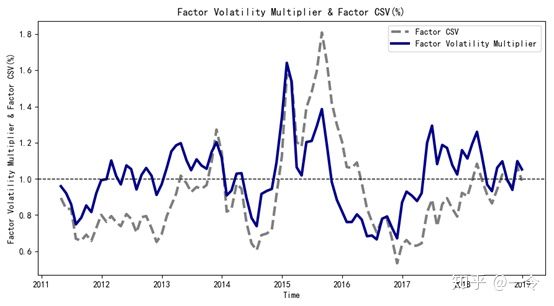 Factor Volatility Multiplier & Factor CSV(%)
Factor CSV
Factor Volatility Multiplier
Factor Volatility Multiplier & Factor CSV(%)
1.8
1.6
1.4
1.2
1.0
0.8
0.6
2011
2012
2013
2014
2015
2016
2017
2018
2019
Time
知乎